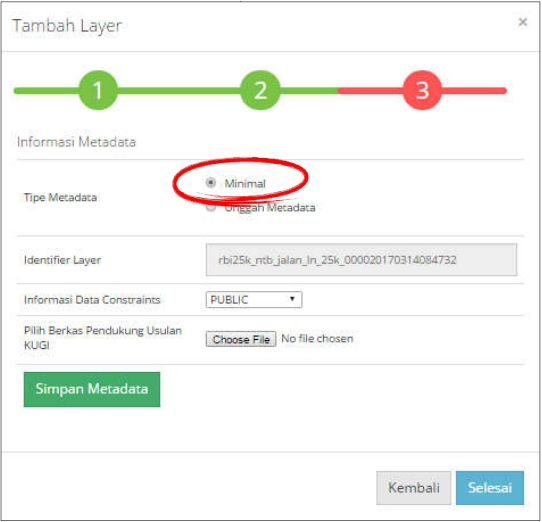 Tambah Layer ×
1 2 3
Informasi Metadata
Tipe Metadata
Minimal
Unggah Metadata
Identifier Layer rbi25k_ntb_jalan_ln_25k_000020170314084732
Informasi Data Constraints PUBLIC
Pilih Berkas Pendukung Usulan
KUGI
Choose File No file chosen
Simpan Metadata
Kembali Selesai